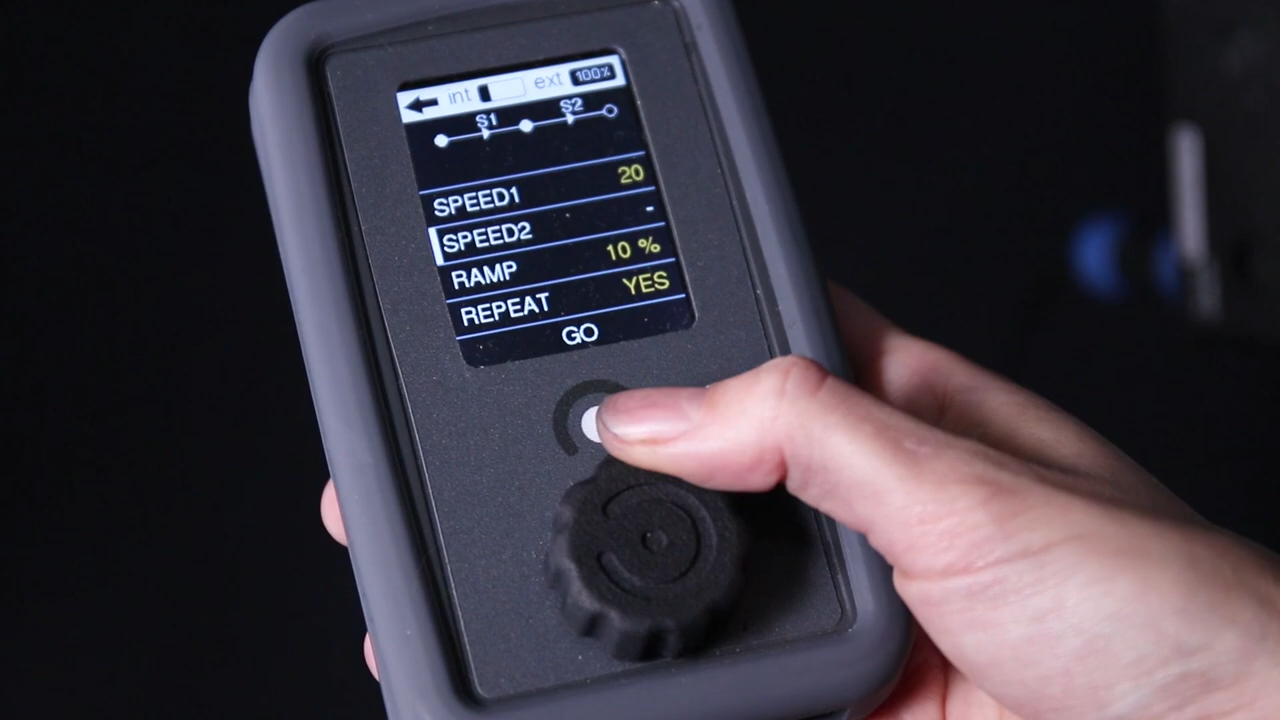 int ext 100%
S1 S2
SPEED1 20
SPEED2 -
RAMP 10 %
REPEAT YES
GO